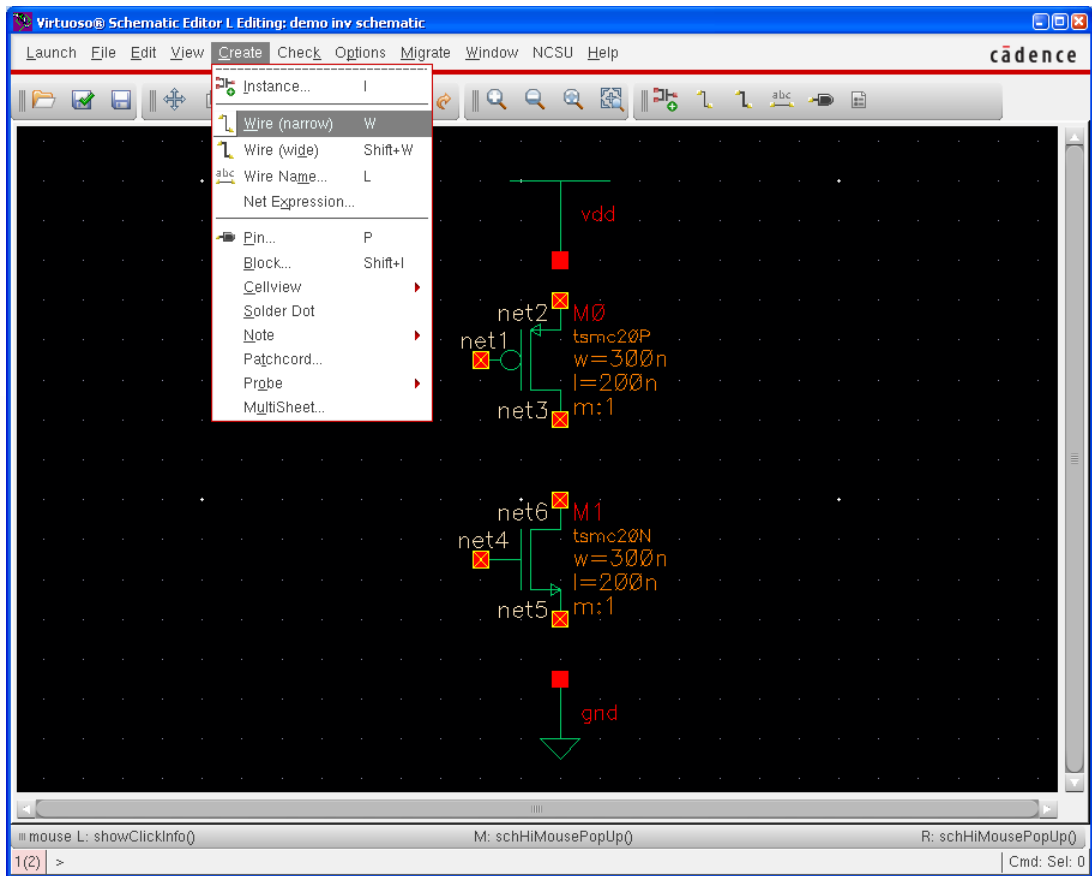 Virtuoso® Schematic Editor L Editing: demo inv schematic
Launch File Edit View Create Check Options Migrate Window NCSU Help
cādence
Instance... I
Wire (narrow) W
Wire (wide) Shift+W
abc Wire Name... L
Net Expression...
Pin... P
Block... Shift+I
Cellview
Solder Dot
Note
Patchcord...
Probe
MultiSheet...
abc
vdd
net2 M0
net1 tsmc20P
w=300n
l=200n
net3 m:1
net6 M1
net4 tsmc20N
w=300n
l=200n
net5 m:1
gnd
mouse L: showClickInfo() M: schHiMousePopUp() R: schHiMousePopUp()
1(2) > Cmd: Sel: 0